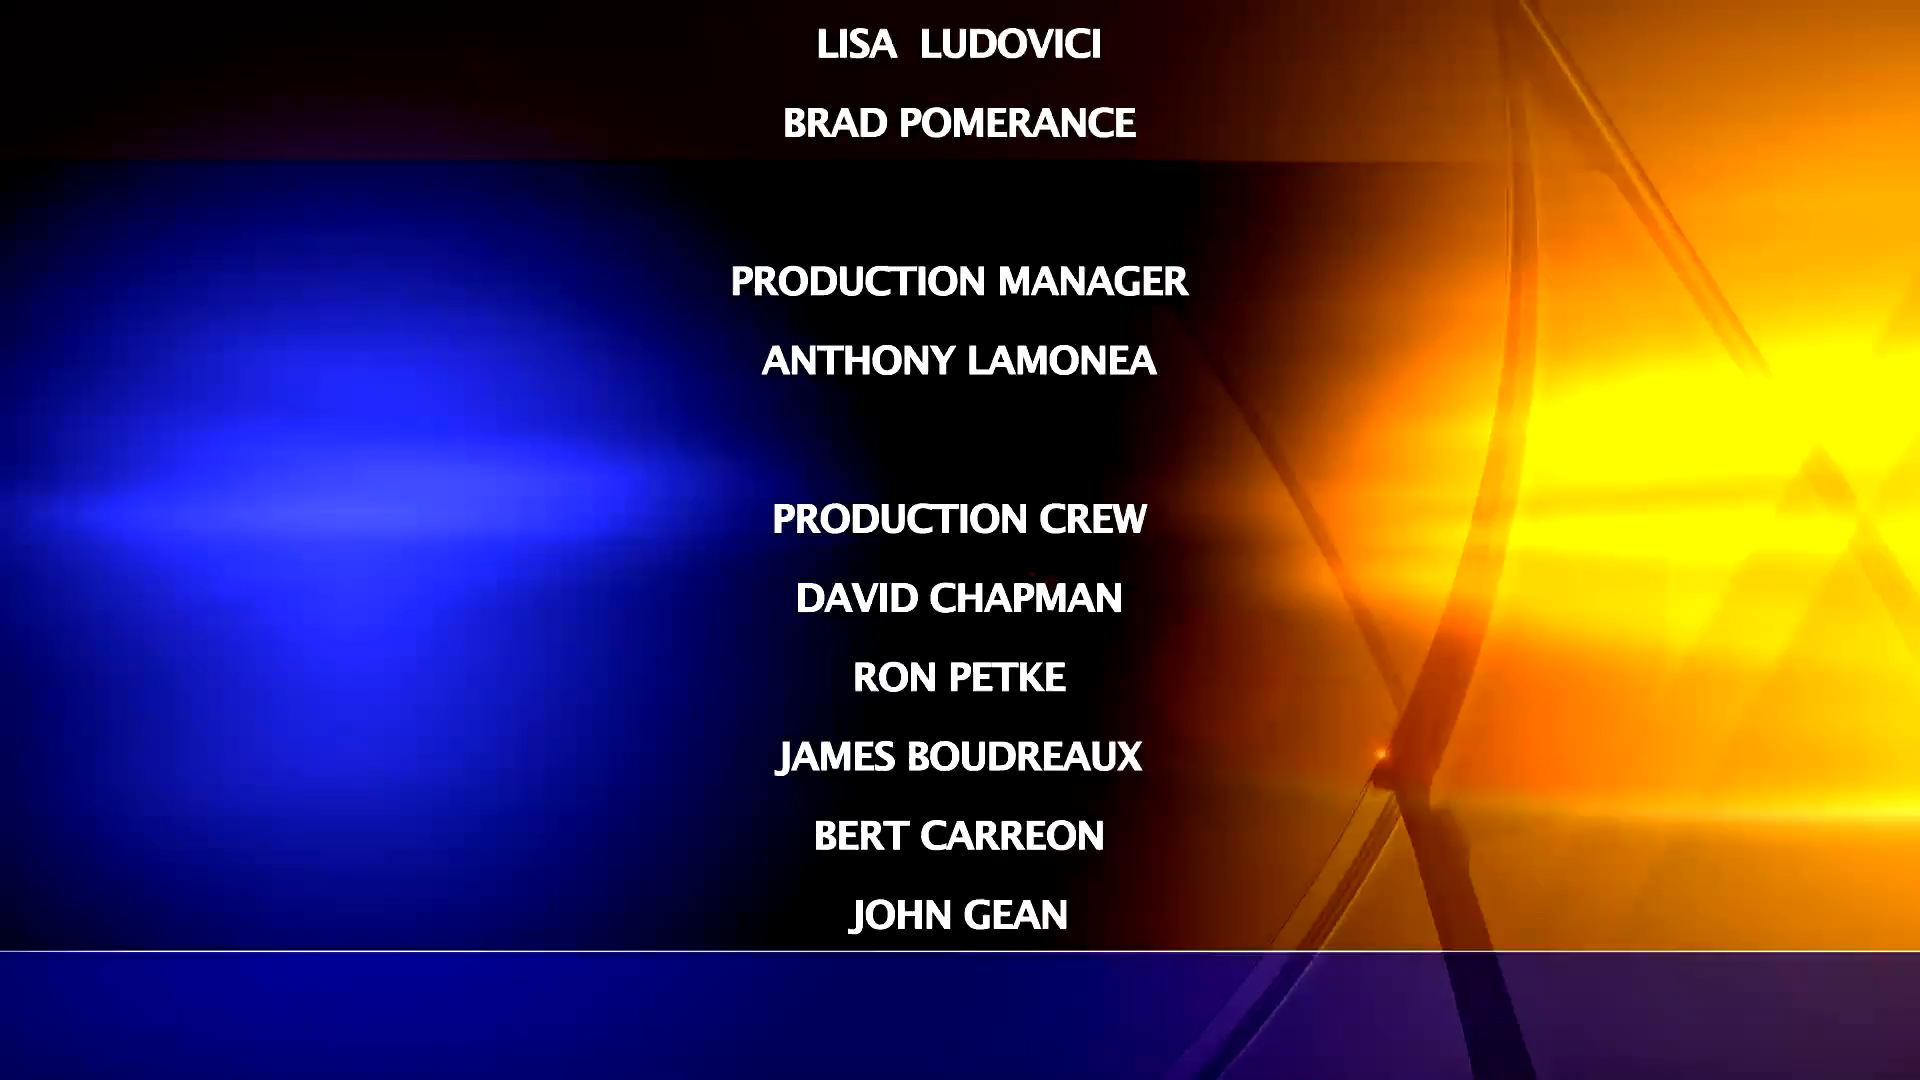 LISA LUDOVICI
BRAD POMERANCE
PRODUCTION MANAGER
ANTHONY LAMONEA
PRODUCTION CREW
DAVID CHAPMAN
RON PETKE
JAMES BOUDREAUX
BERT CARREON
JOHN GEAN